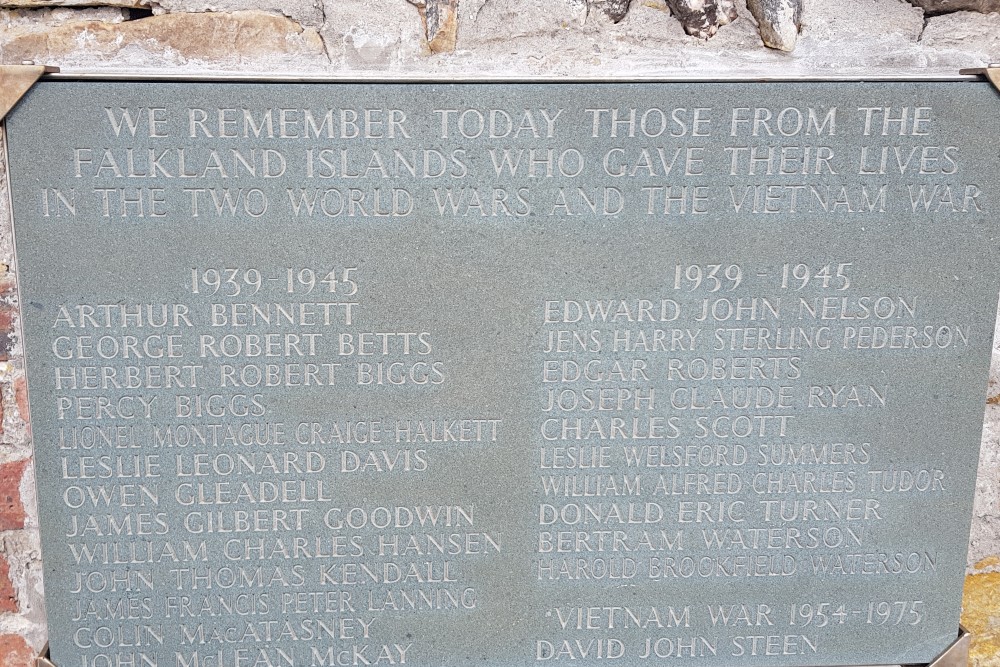 WE REMEMBER TODAY THOSE FROM THE
FALKLAND ISLANDS WHO GAVE THEIR LIVES
IN THE TWO WORLD WARS AND THE VIETNAM WAR
1939-1945
ARTHUR BENNETT
GEORGE ROBERT BETTS
HERBERT ROBERT BIGGS
PERCY BIGGS
LIONEL MONTAGUE CRAIGE-HALKETT
LESLIE LEONARD DAVIS
OWEN GLEADELL
JAMES GILBERT GOODWIN
WILLIAM CHARLES HANSEN
JOHN THOMAS KENDALL
JAMES FRANCIS PETER LANNING
COLIN MACATASNEY
JOHN MCLEAN MCKAY
1939 - 1945
EDWARD JOHN NELSON
JENS HARRY STERLING PEDERSON
EDGAR ROBERTS
JOSEPH CLAUDE RYAN
CHARLES SCOTT
LESLIE WELSFORD SUMMERS
WILLIAM ALFRED CHARLES TUDOR
DONALD ERIC TURNER
BERTRAM WATERSON
HAROLD BROOKFIELD WATERSON
VIETNAM WAR 1954-1975
DAVID JOHN STEEN